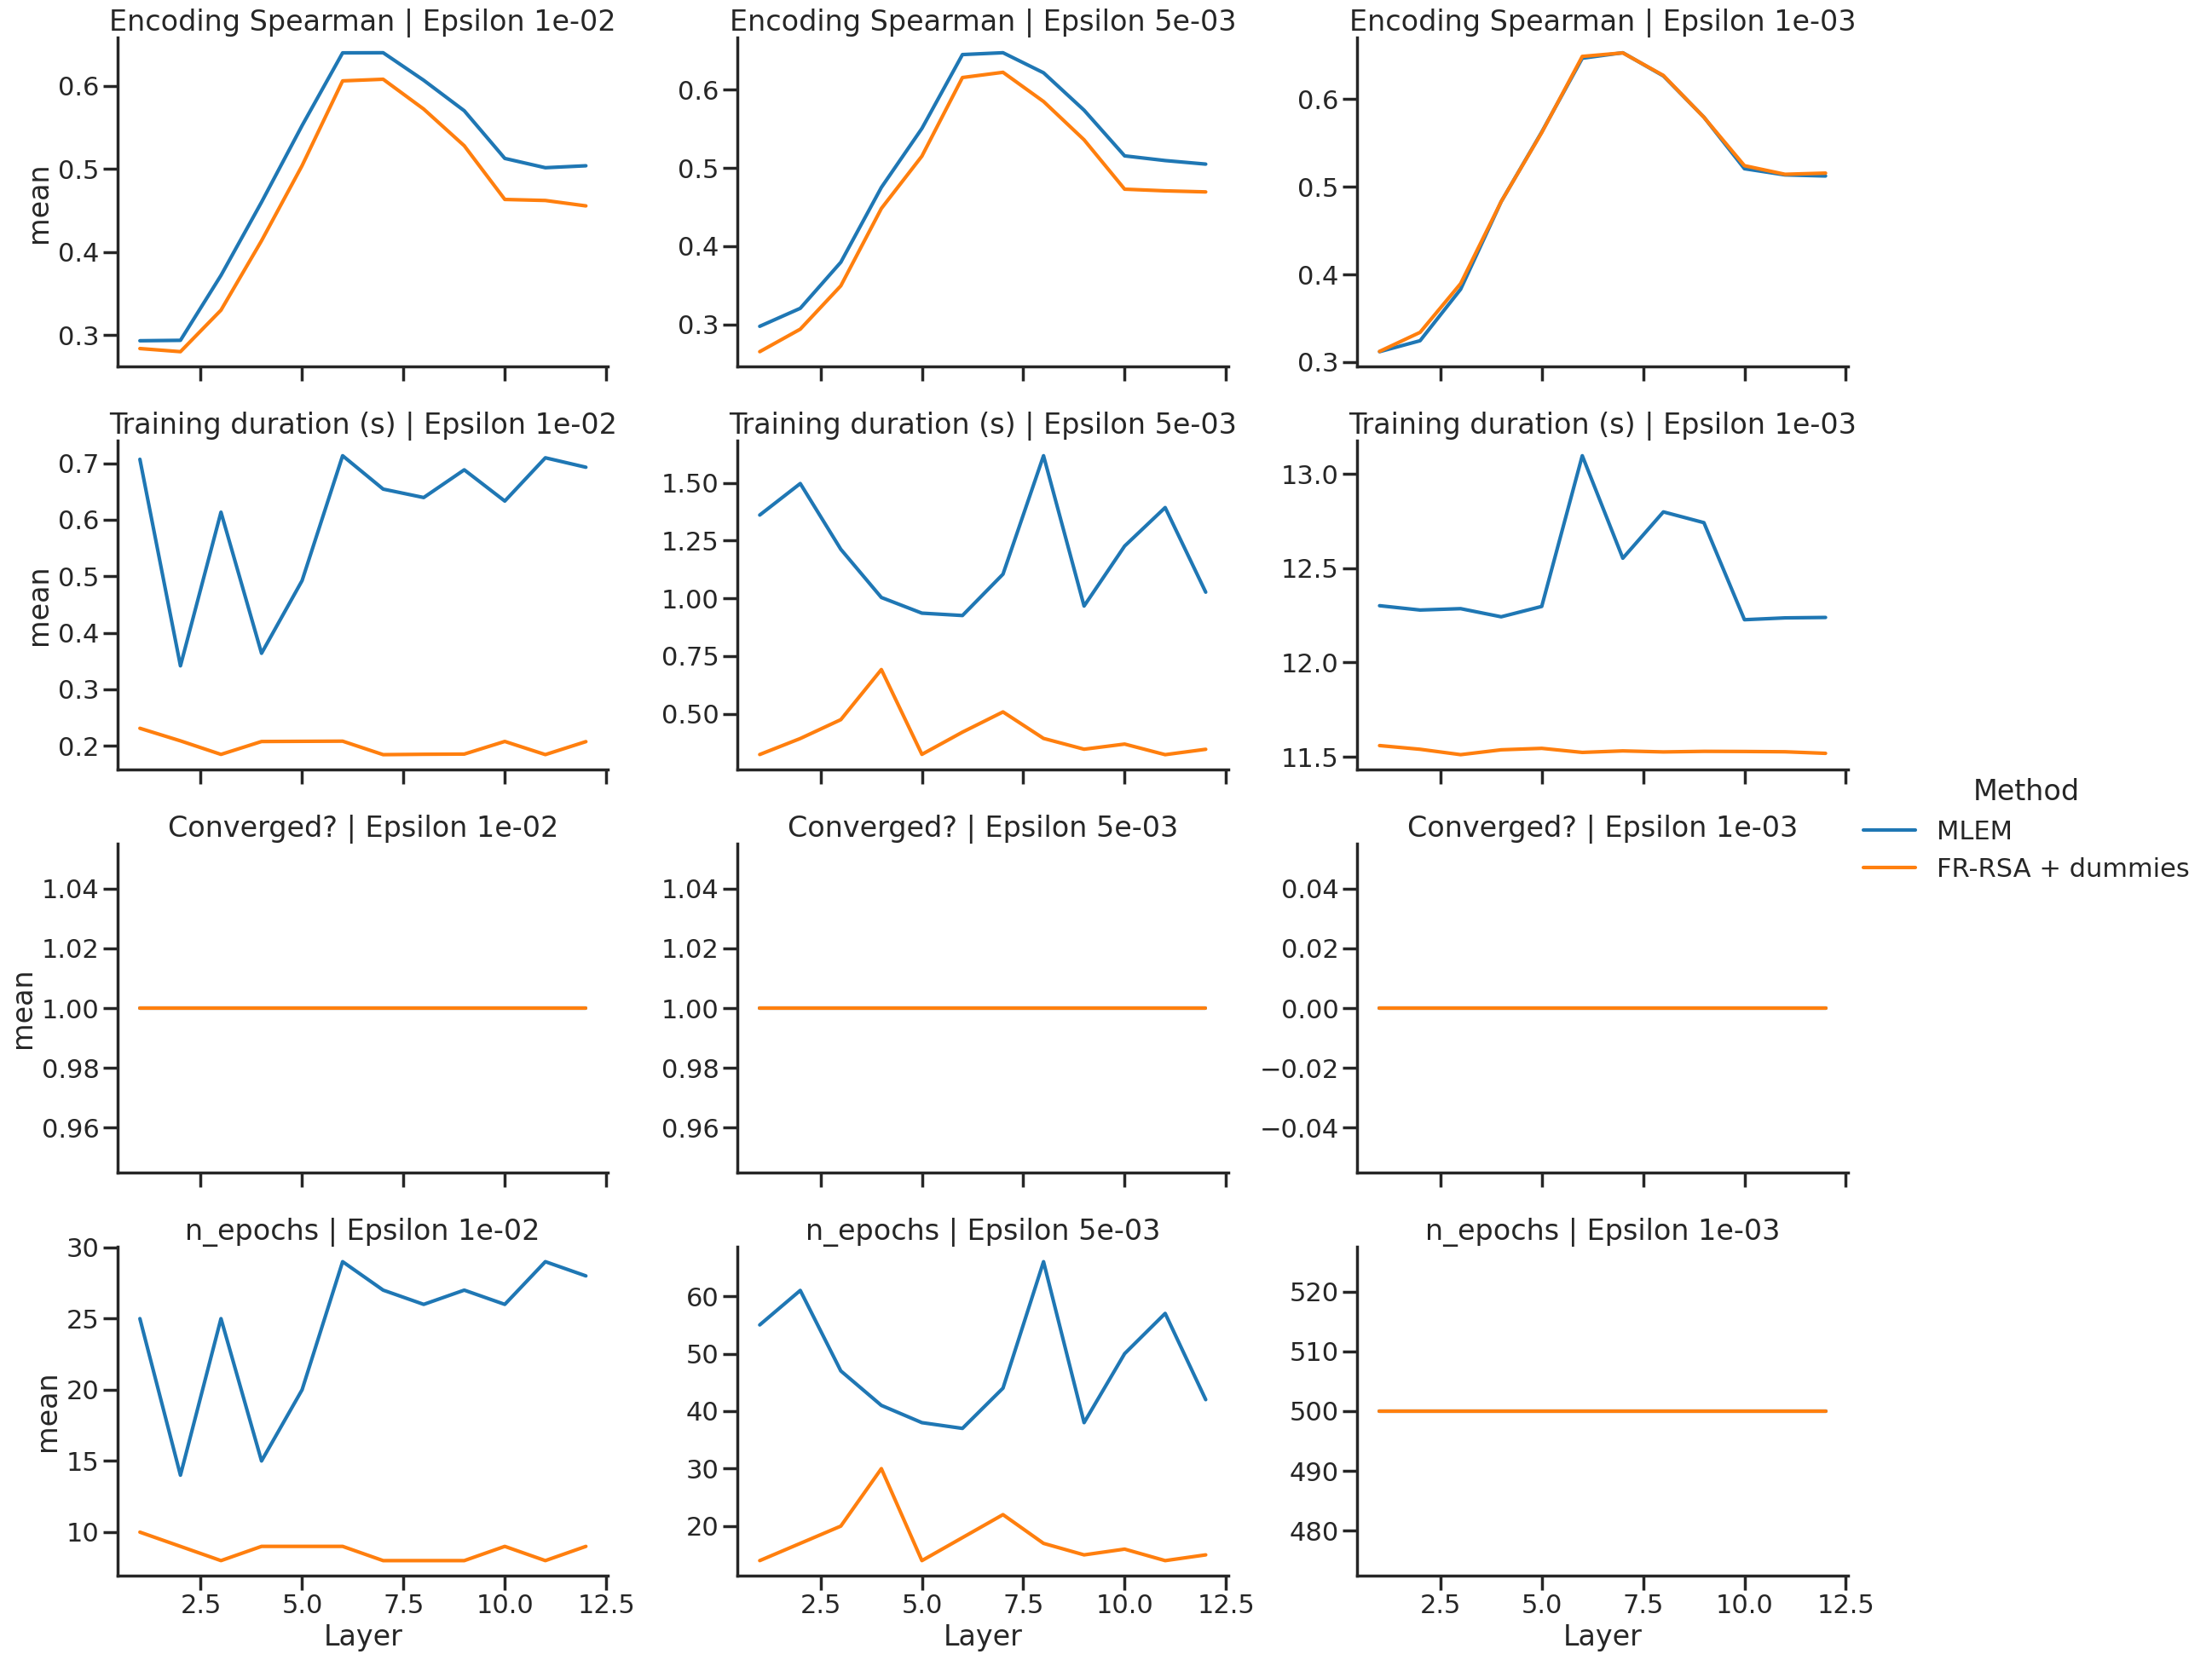 Encoding Spearman | Epsilon 1e-02
Encoding Spearman | Epsilon 5e-03
Encoding Spearman | Epsilon 1e-03
mean
0.6
0.5
0.4
0.3
0.6
0.5
0.4
0.3
0.6
0.5
0.4
0.3
Training duration (s) | Epsilon 1e-02
Training duration (s) | Epsilon 5e-03
Training duration (s) | Epsilon 1e-03
mean
0.7
0.6
0.5
0.4
0.3
0.2
1.50
1.25
1.00
0.75
0.50
13.0
12.5
12.0
11.5
Method
MLEM
FR-RSA + dummies
Converged? | Epsilon 1e-02
Converged? | Epsilon 5e-03
Converged? | Epsilon 1e-03
mean
1.04
1.02
1.00
0.98
0.96
1.04
1.02
1.00
0.98
0.96
0.04
0.02
0.00
−0.02
−0.04
n_epochs | Epsilon 1e-02
n_epochs | Epsilon 5e-03
n_epochs | Epsilon 1e-03
mean
30
25
20
15
10
60
50
40
30
20
520
510
500
490
480
2.5 5.0 7.5 10.0 12.5
2.5 5.0 7.5 10.0 12.5
2.5 5.0 7.5 10.0 12.5
Layer
Layer
Layer